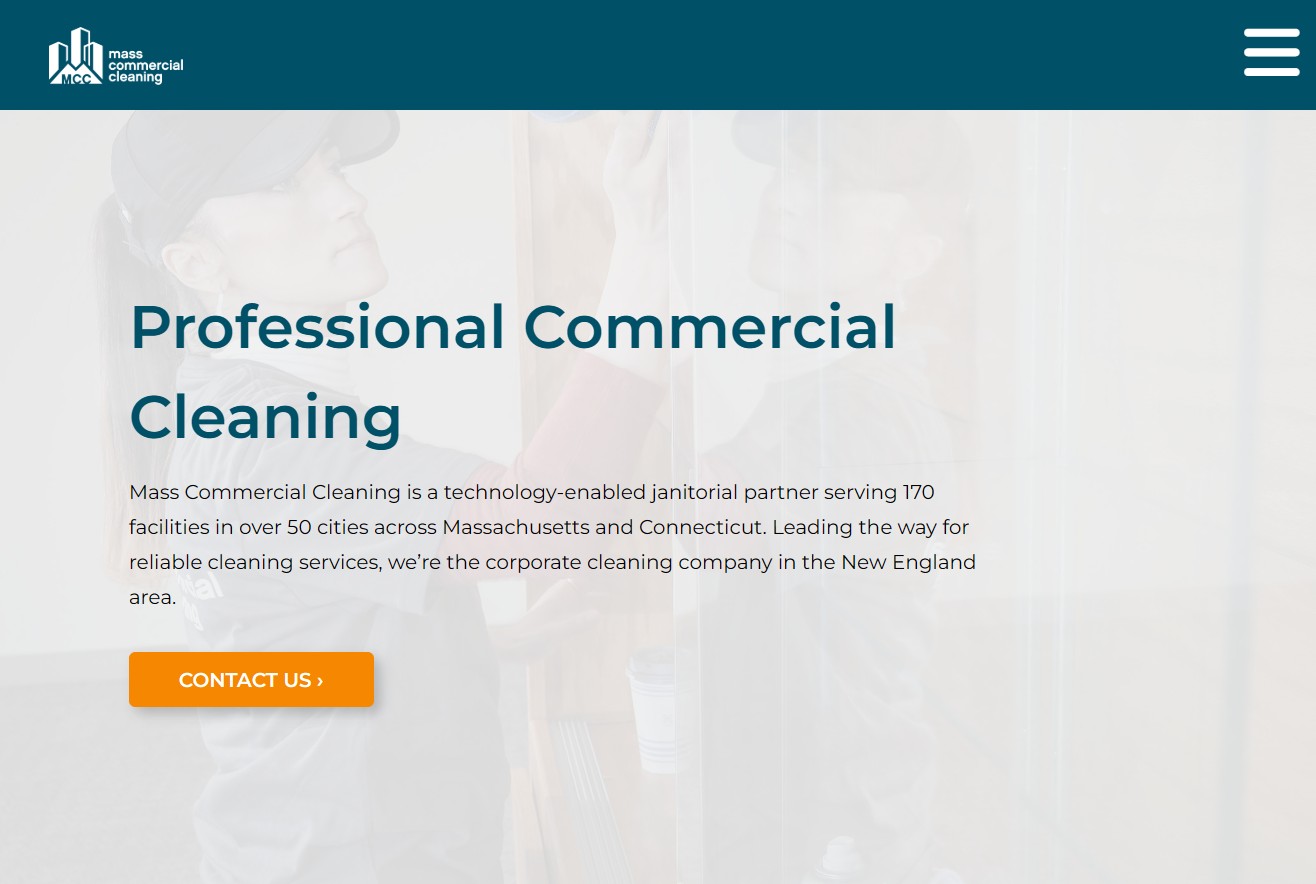 MCC
mass
commercial
cleaning
Professional Commercial
Cleaning
Mass Commercial Cleaning is a technology-enabled janitorial partner serving 170
facilities in over 50 cities across Massachusetts and Connecticut. Leading the way for
reliable cleaning services, we’re the corporate cleaning company in the New England
area.
CONTACT US ›